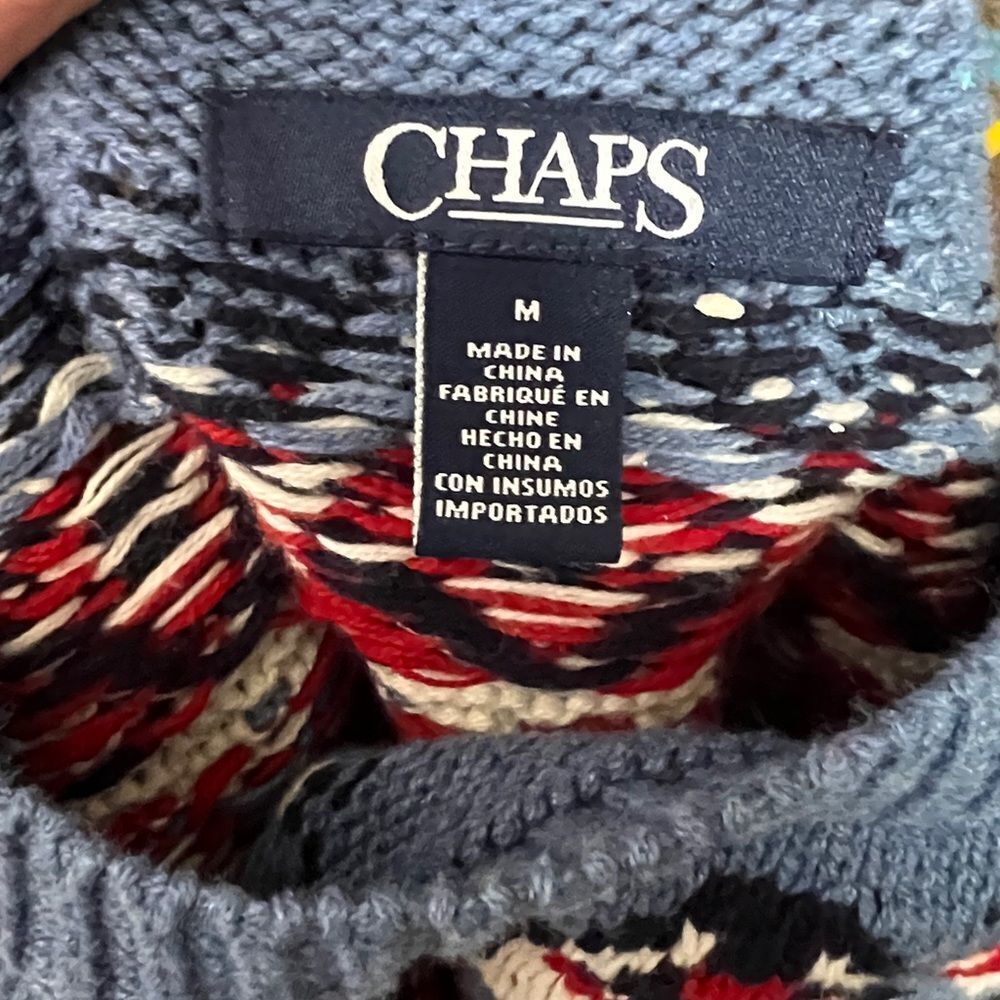 CHAPS
M
MADE IN
CHINA
FABRIQUÉ EN
CHINE
HECHO EN
CHINA
CON INSUMOS
IMPORTADOS